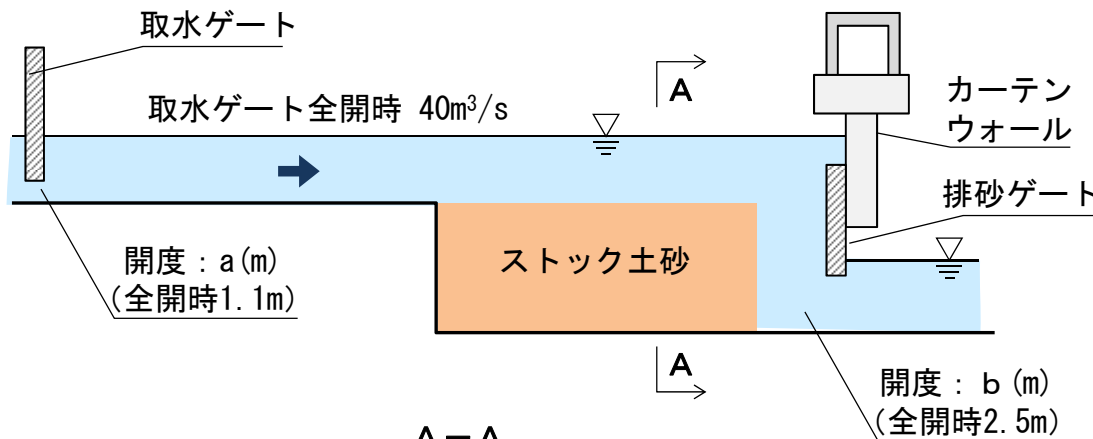 取水ゲート
取水ゲート全開時 40m³/s
A
カーテン
ウォール
排砂ゲート
ストック土砂
開度：a(m)
(全開時1.1m)
A
開度：b(m)
(全開時2.5m)
A－A